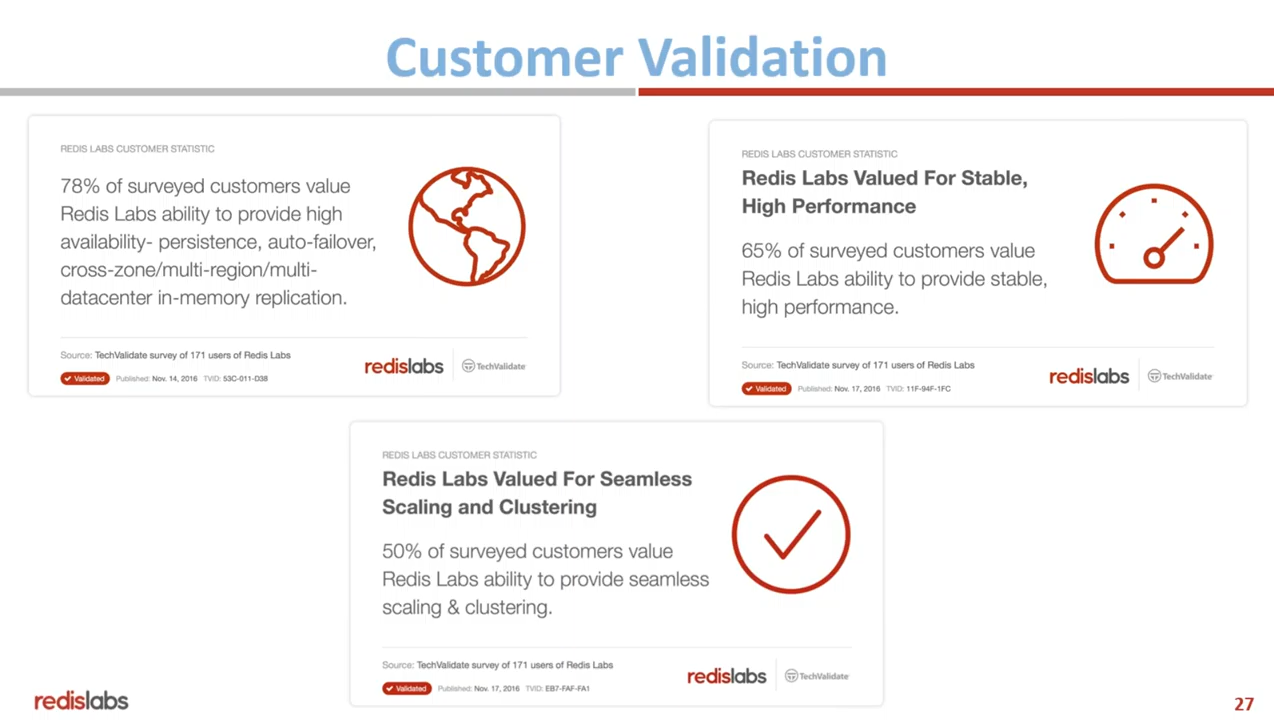 Customer Validation
REDIS LABS CUSTOMER STATISTIC
78% of surveyed customers value
Redis Labs ability to provide high
availability- persistence, auto-failover,
cross-zone/multi-region/multi-
datacenter in-memory replication.
Source: TechValidate survey of 171 users of Redis Labs
Validated Published: Nov. 14, 2016 TVID: 53C-011-D38
redislabs TechValidate
REDIS LABS CUSTOMER STATISTIC
Redis Labs Valued For Stable,
High Performance
65% of surveyed customers value
Redis Labs ability to provide stable,
high performance.
Source: TechValidate survey of 171 users of Redis Labs
Validated Published: Nov. 17, 2016 TVID: 11F-94F-1FC
redislabs TechValidate
REDIS LABS CUSTOMER STATISTIC
Redis Labs Valued For Seamless
Scaling and Clustering
50% of surveyed customers value
Redis Labs ability to provide seamless
scaling & clustering.
Source: TechValidate survey of 171 users of Redis Labs
Validated Published: Nov. 17, 2016 TVID: EB7-FAF-FA1
redislabs TechValidate
redislabs
27